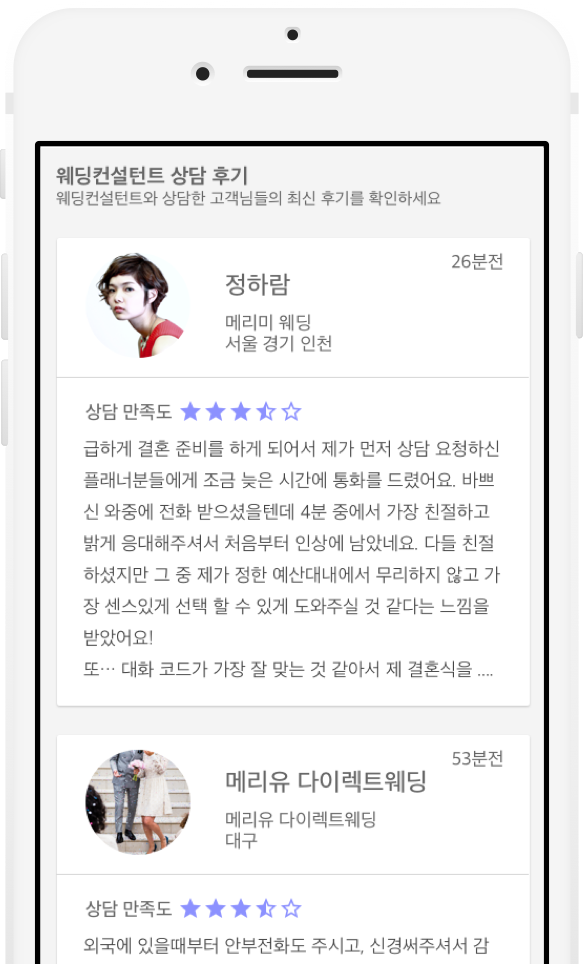 웨딩컨설턴트 상담 후기
웨딩컨설턴트와 상담한 고객님들의 최신 후기를 확인하세요
26분전
정하람
메리미 웨딩
서울 경기 인천
상담 만족도
급하게 결혼 준비를 하게 되어서 제가 먼저 상담 요청하신
플래너분들에게 조금 늦은 시간에 통화를 드렸어요. 바쁘
신 와중에 전화 받으셨을텐데 4분 중에서 가장 친절하고
밝게 응대해주셔서 처음부터 인상에 남았네요. 다들 친절
하셨지만 그 중 제가 정한 예산대내에서 무리하지 않고 가
장 센스있게 선택 할 수 있게 도와주실 것 같다는 느낌을
받았어요!
또… 대화 코드가 가장 잘 맞는 것 같아서 제 결혼식을 ....
53분전
메리유 다이렉트웨딩
메리유 다이렉트웨딩
대구
상담 만족도
외국에 있을때부터 안부전화도 주시고, 신경써주셔서 감